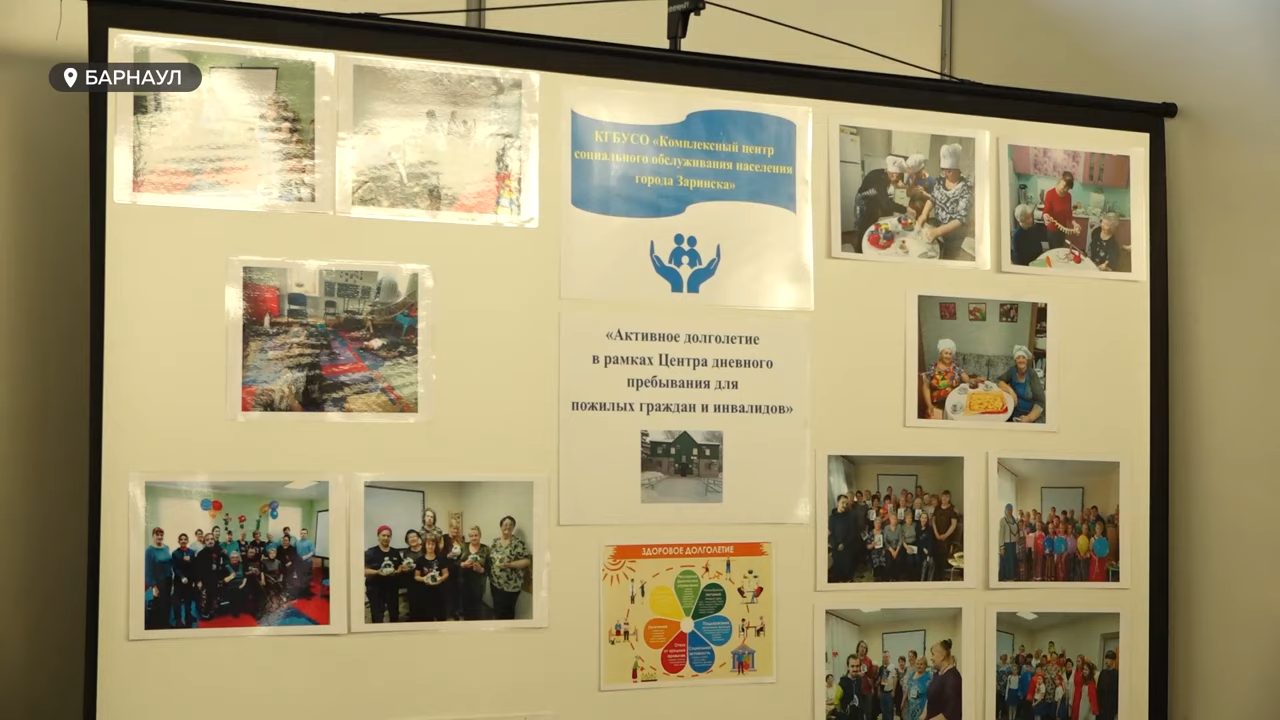 БАРНАУЛ
КГБУСО «Комплексный центр
социального обслуживания населения
города Заринска»
«Активное долголетие
в рамках Центра дневного
пребывания для
пожилых граждан и инвалидов»
ЗДОРОВОЕ ДОЛГОЛЕТИЕ